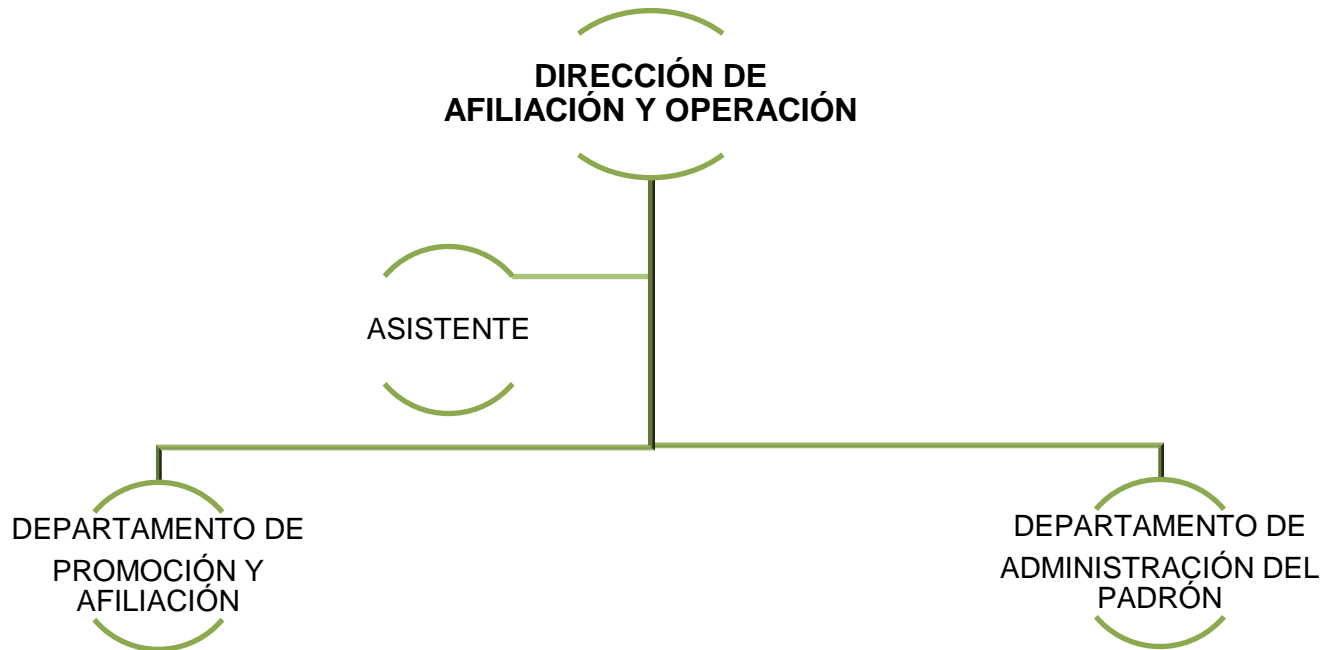 DIRECCIÓN DE
AFILIACIÓN Y OPERACIÓN
ASISTENTE
DEPARTAMENTO DE
PROMOCIÓN Y
AFILIACIÓN
DEPARTAMENTO DE
ADMINISTRACIÓN DEL
PADRÓN